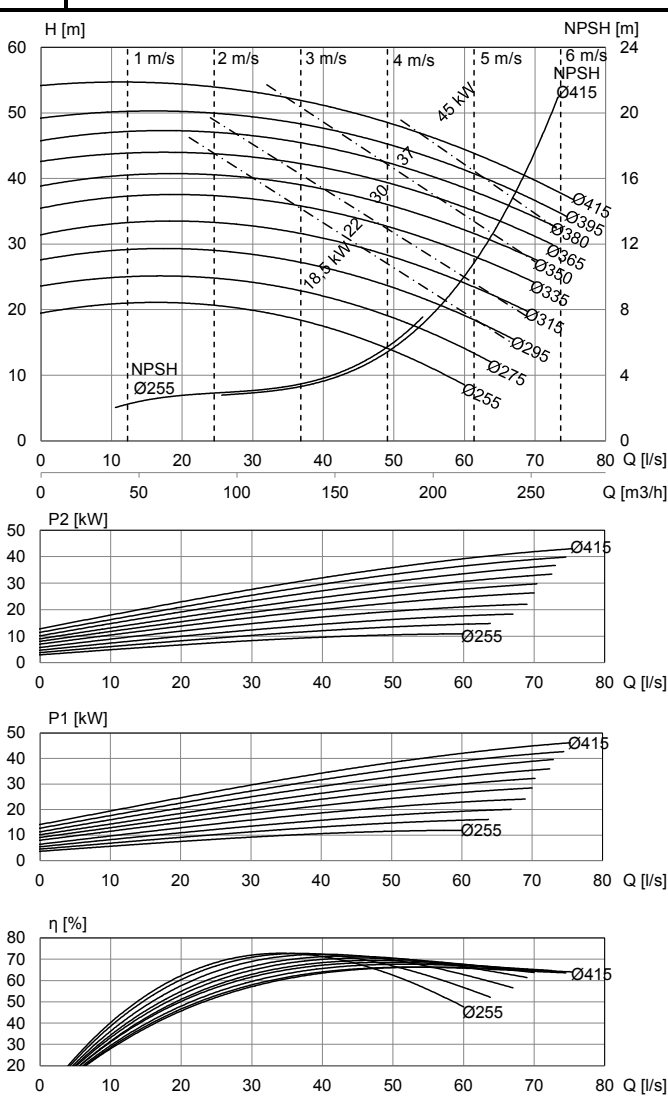 H [m] NPSH [m]
60 1 m/s 2 m/s 3 m/s 4 m/s 5 m/s 6 m/s 24
NPSH
Ø415
50 45 kW 20
40 37 16
30
Ø415
Ø395
Ø380
30 22 12
Ø365
18,5 kW
Ø350
Ø335
20 8
Ø315
Ø295
NPSH
Ø255
Ø275
10 4
Ø255
0 0
0 10 20 30 40 50 60 70 80
Q [l/s]
0 50 100 150 200 250 Q [m3/h]
P2 [kW]
50
40 Ø415
30
20
10 Ø255
0
0 10 20 30 40 50 60 70 80 Q [l/s]
P1 [kW]
50
40 Ø415
30
20
10 Ø255
0
0 10 20 30 40 50 60 70 80 Q [l/s]
η [%]
80
70
60 Ø415
50
40 Ø255
30
20
0 10 20 30 40 50 60 70 80 Q [l/s]